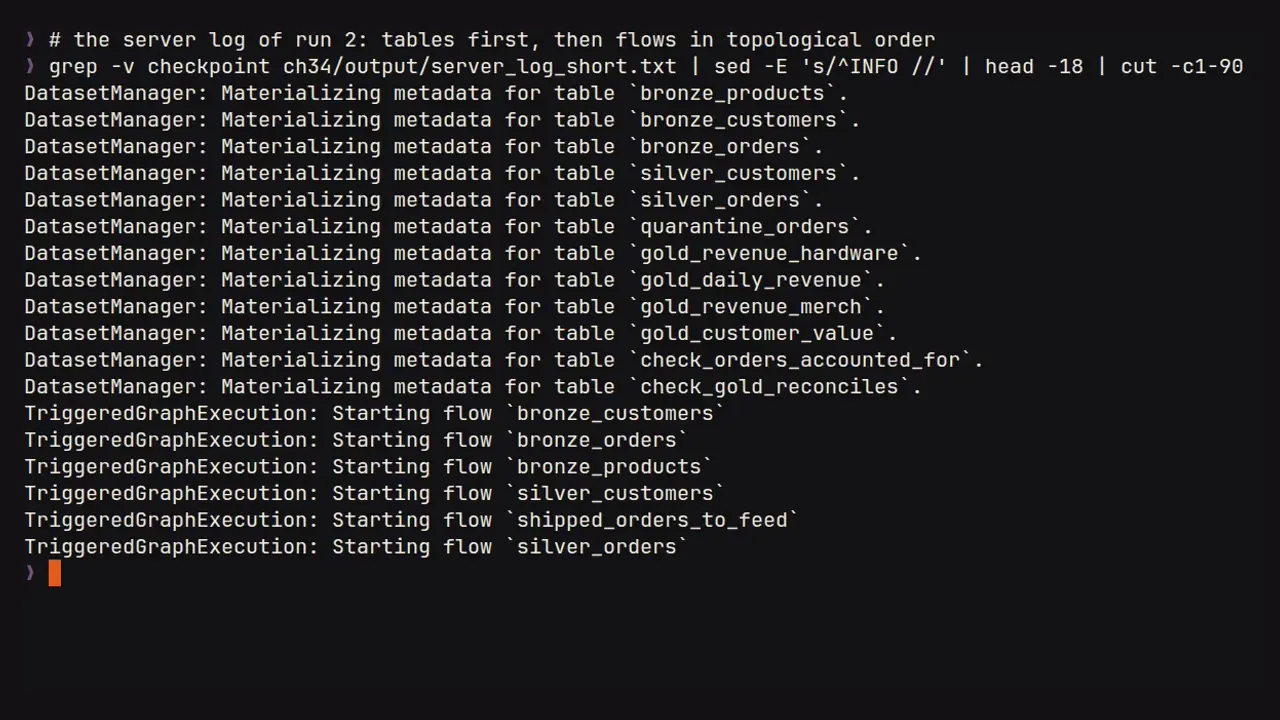 ❯ # the server log of run 2: tables first, then flows in topological order
❯ grep -v checkpoint ch34/output/server_log_short.txt | sed -E 's/^INFO //' | head -18 | cut -c1-90
DatasetManager: Materializing metadata for table `bronze_products`.
DatasetManager: Materializing metadata for table `bronze_customers`.
DatasetManager: Materializing metadata for table `bronze_orders`.
DatasetManager: Materializing metadata for table `silver_customers`.
DatasetManager: Materializing metadata for table `silver_orders`.
DatasetManager: Materializing metadata for table `quarantine_orders`.
DatasetManager: Materializing metadata for table `gold_revenue_hardware`.
DatasetManager: Materializing metadata for table `gold_daily_revenue`.
DatasetManager: Materializing metadata for table `gold_revenue_merch`.
DatasetManager: Materializing metadata for table `gold_customer_value`.
DatasetManager: Materializing metadata for table `check_orders_accounted_for`.
DatasetManager: Materializing metadata for table `check_gold_reconciles`.
TriggeredGraphExecution: Starting flow `bronze_customers`
TriggeredGraphExecution: Starting flow `bronze_orders`
TriggeredGraphExecution: Starting flow `bronze_products`
TriggeredGraphExecution: Starting flow `silver_customers`
TriggeredGraphExecution: Starting flow `shipped_orders_to_feed`
TriggeredGraphExecution: Starting flow `silver_orders`
❯